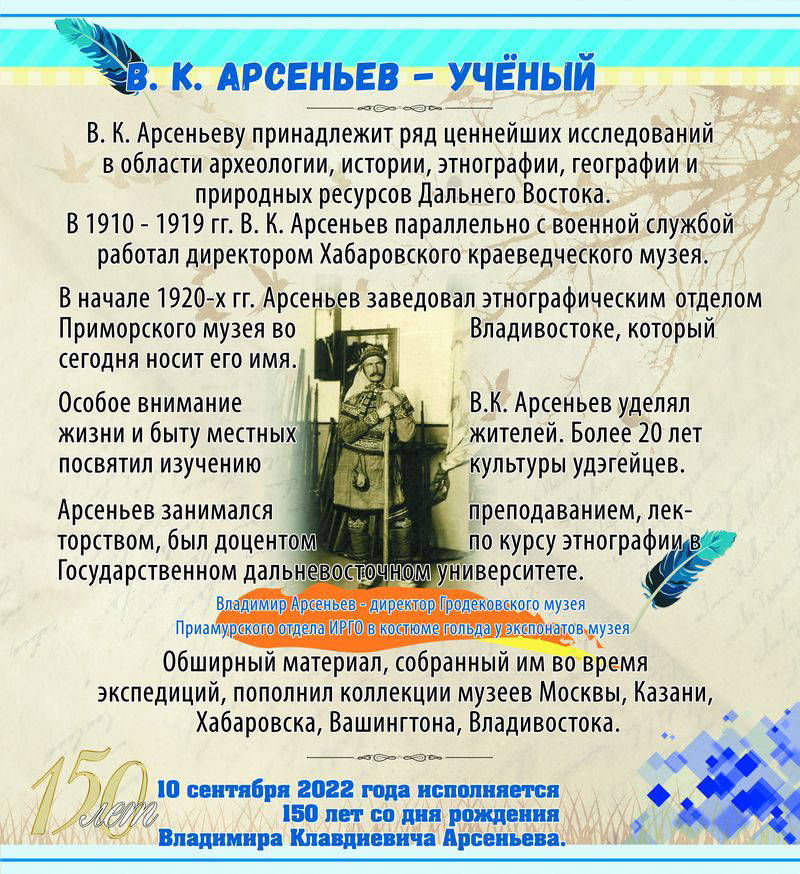 В. К. АРСЕНЬЕВ – УЧЁНЫЙ
В. К. Арсеньеву принадлежит ряд ценнейших исследований
в области археологии, истории, этнографии, географии и
природных ресурсов Дальнего Востока.
В 1910 - 1919 гг. В. К. Арсеньев параллельно с военной службой
работал директором Хабаровского краеведческого музея.
В начале 1920-х гг. Арсеньев заведовал этнографическим отделом
Приморского музея во Владивостоке, который
сегодня носит его имя.
Особое внимание В.К. Арсеньев уделял
жизни и быту местных жителей. Более 20 лет
посвятил изучению культуры удэгейцев.
Арсеньев занимался преподаванием, лек-
торством, был доцентом по курсу этнографии в
Государственном дальневосточном университете.
Владимир Арсеньев - директор Гродековского музея
Приамурского отдела ИРГО в костюме гольда у экспонатов музея
Обширный материал, собранный им во время
экспедиций, пополнил коллекции музеев Москвы, Казани,
Хабаровска, Вашингтона, Владивостока.
150 лет
10 сентября 2022 года исполняется
150 лет со дня рождения
Владимира Клавдиевича Арсеньева.